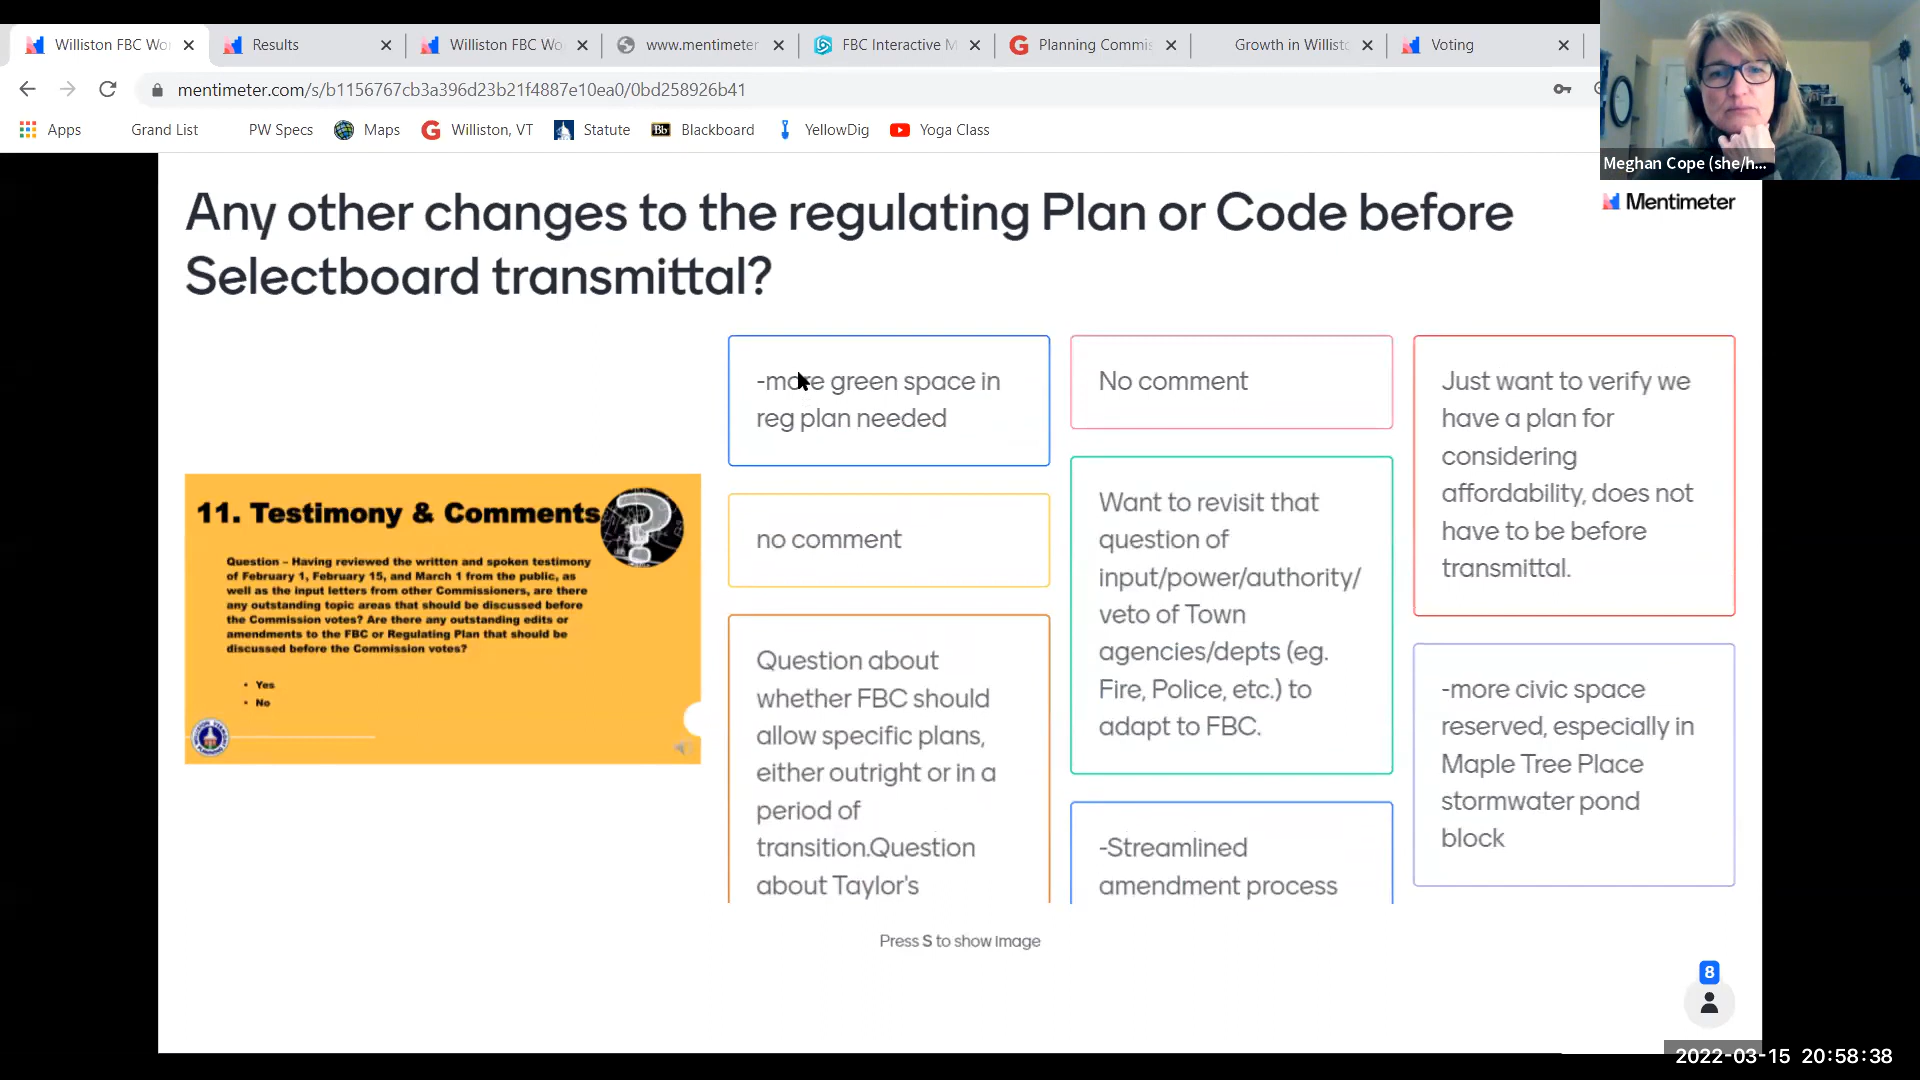 Williston FBC Wo
Results
Williston FBC Wo
www.mentimeter
FBC Interactive M
Planning Commis
Growth in Willist
Voting
mentimeter.com/s/b1156767cb3a396d23b21f4887e10ea0/0bd258926b41
Apps
Grand List
PW Specs
Maps
Williston, VT
Statute
Bb
Blackboard
YellowDig
Yoga Class
Meghan Cope (she/h...
Mentimeter
Any other changes to the regulating Plan or Code before
Selectboard transmittal?
11. Testimony & Comments
Question – Having reviewed the written and spoken testimony
of February 1, February 15, and March 1 from the public, as
well as the input letters from other Commissioners, are there
any outstanding topic areas that should be discussed before
the Commission votes? Are there any outstanding edits or
amendments to the FBC or Regulating Plan that should be
discussed before the Commission votes?
• Yes
• No
-more green space in
reg plan needed
no comment
Question about
whether FBC should
allow specific plans,
either outright or in a
period of
transition.Question
about Taylor's
No comment
Want to revisit that
question of
input/power/authority/
veto of Town
agencies/depts (eg.
Fire, Police, etc.) to
adapt to FBC.
-Streamlined
amendment process
Just want to verify we
have a plan for
considering
affordability, does not
have to be before
transmittal.
-more civic space
reserved, especially in
Maple Tree Place
stormwater pond
block
Press S to show image
8
2022-03-15 20:58:38